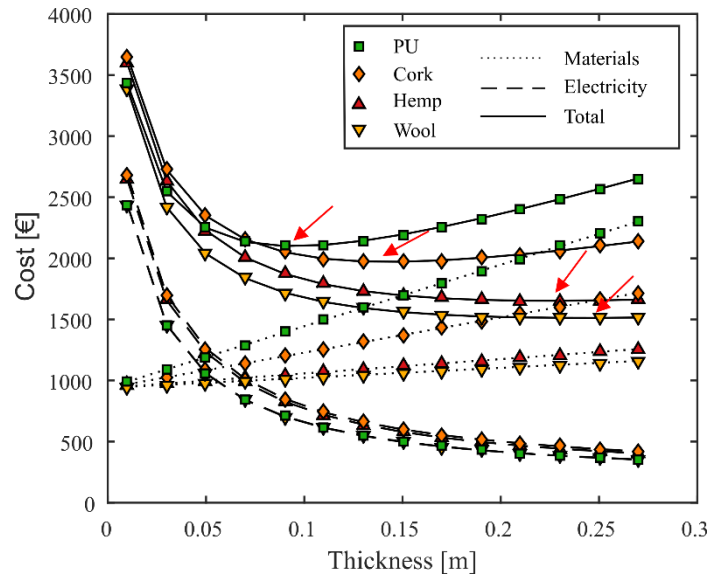 4000
3500
3000
2500
2000
1500
1000
500
0
Cost [€]
PU
Cork
Hemp
Wool
Materials
Electricity
Total
0 0.05 0.1 0.15 0.2 0.25 0.3
Thickness [m]